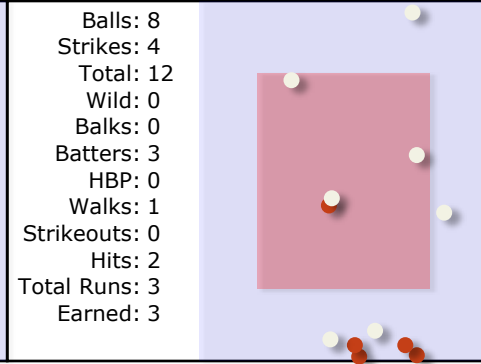 Balls: 8
Strikes: 4
Total: 12
Wild: 0
Balks: 0
Batters: 3
HBP: 0
Walks: 1
Strikeouts: 0
Hits: 2
Total Runs: 3
Earned: 3